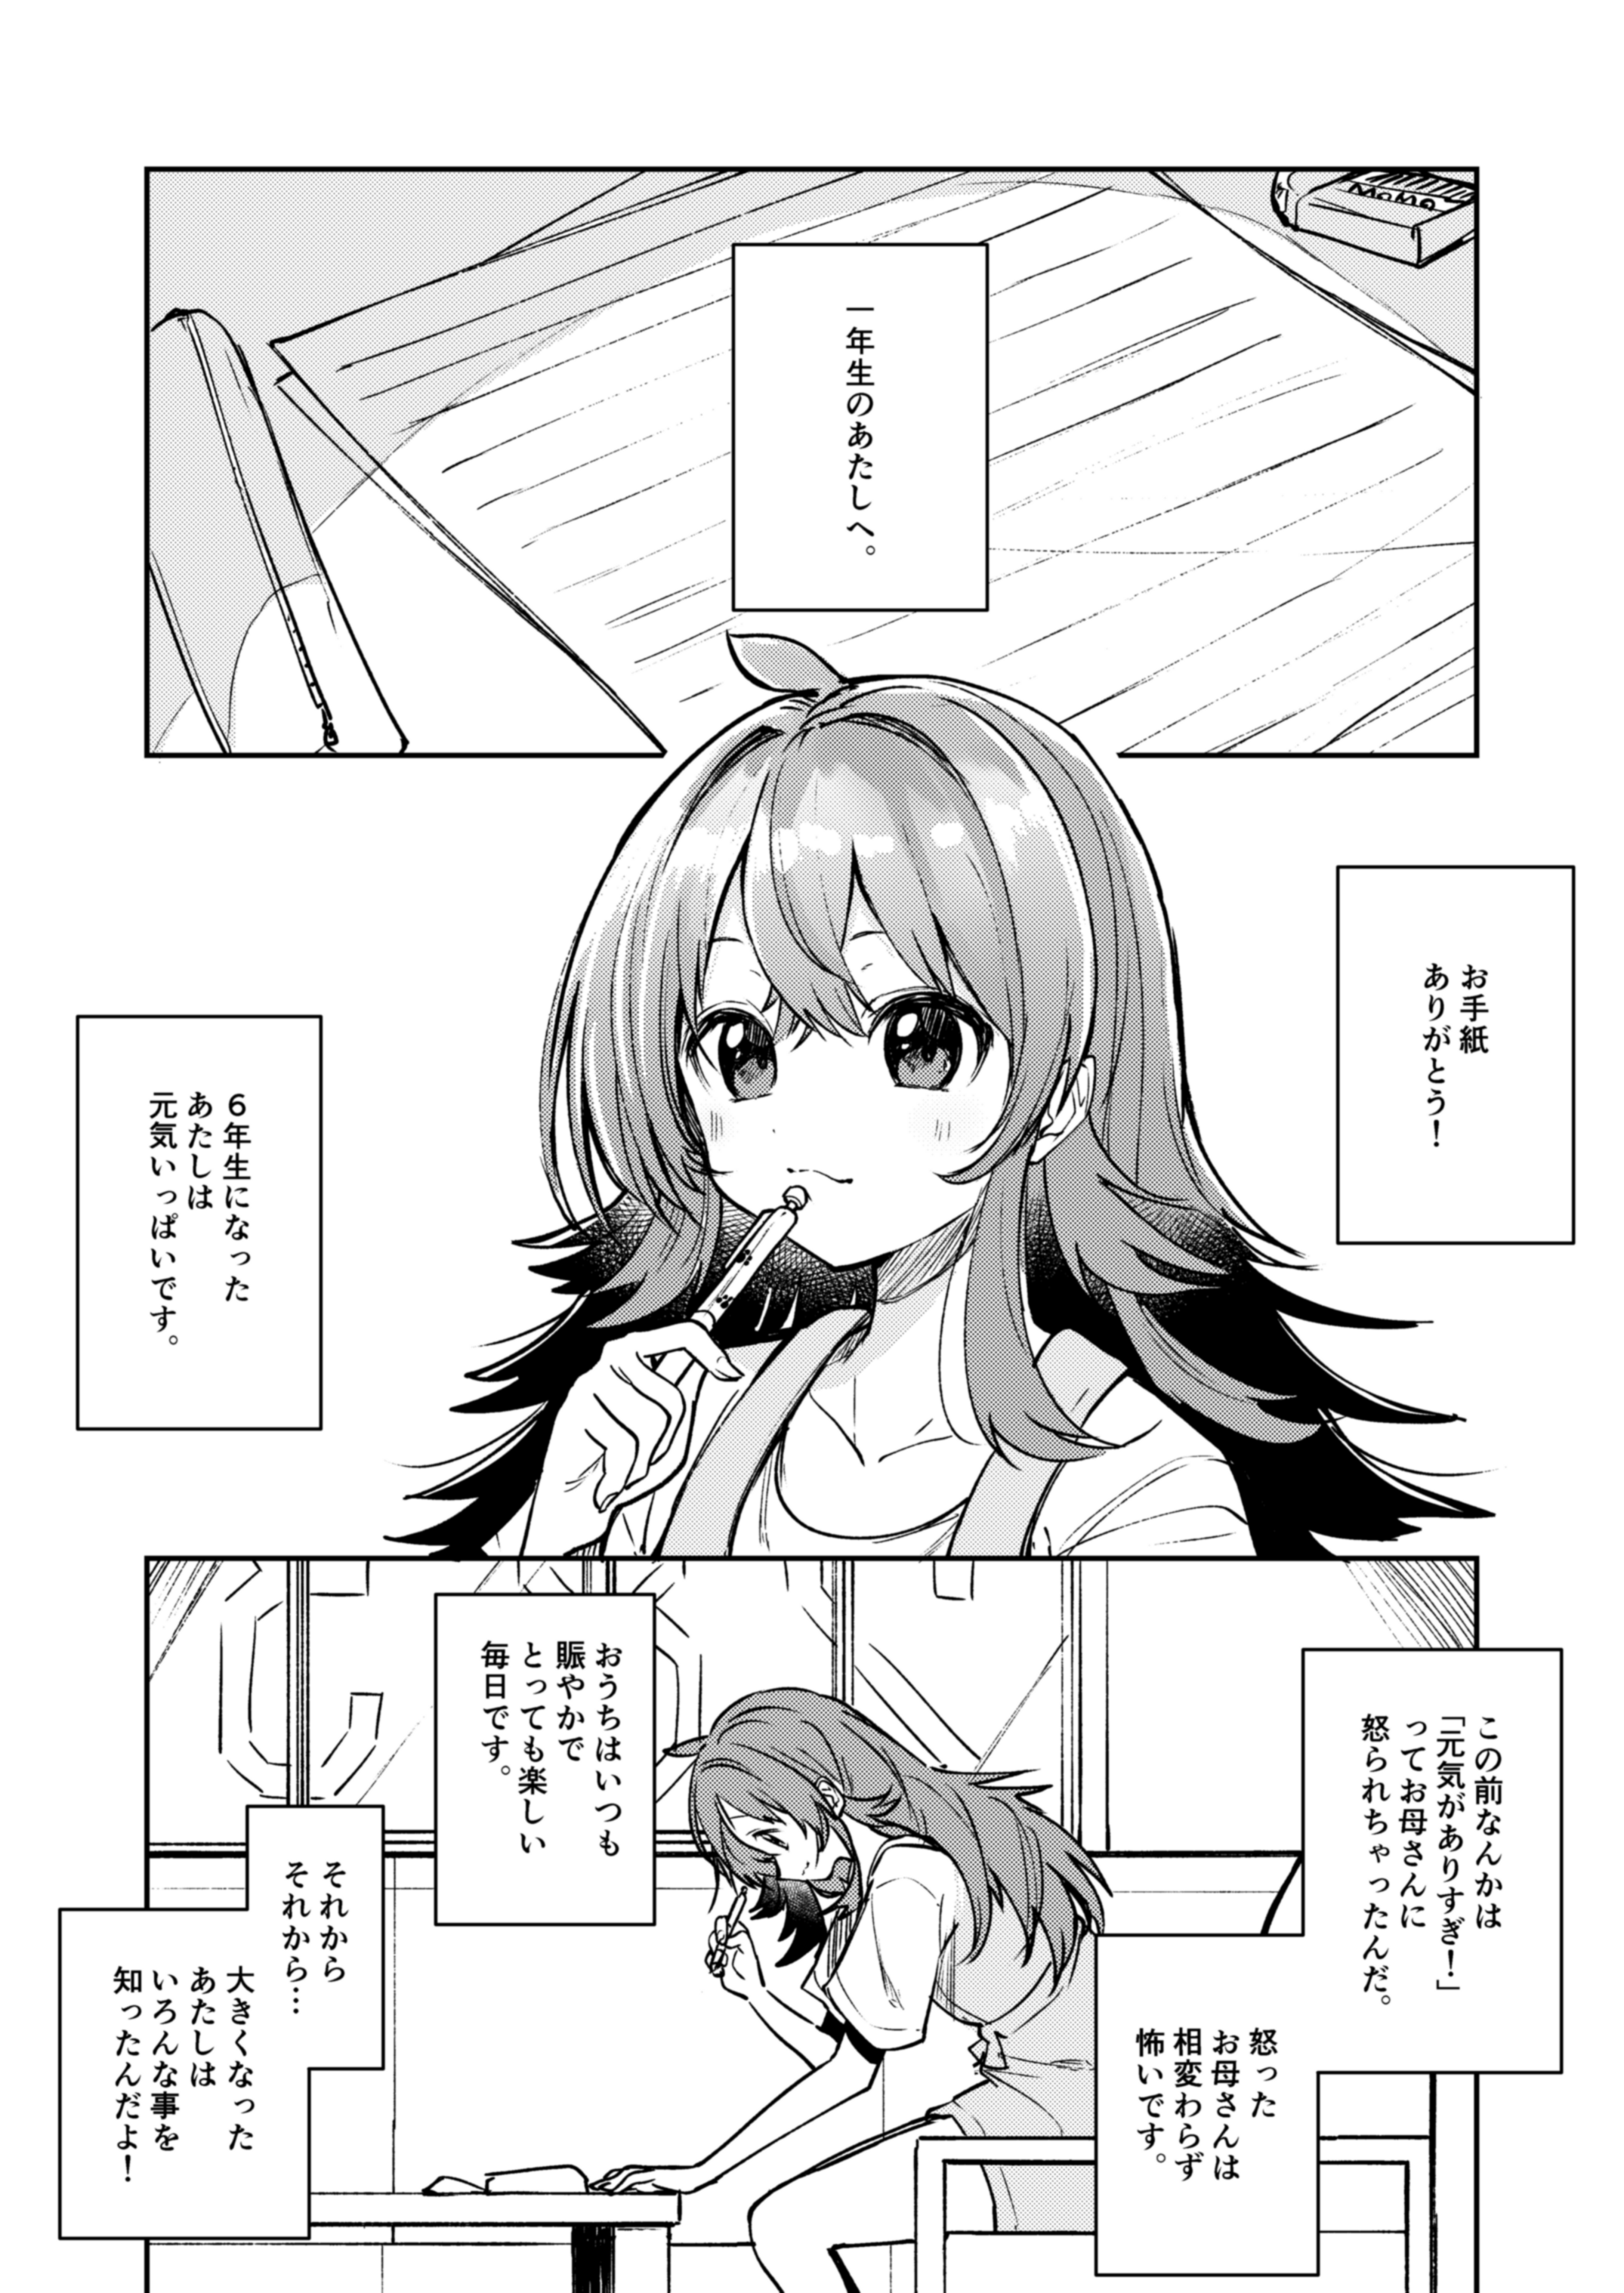 MOMO
一年生のあたしへ。
お手紙
ありがとう！
６年生になった
あたしは
元気いっぱいです。
この前なんかは
「元気がありすぎ！」
ってお母さんに
怒られちゃったんだ。
怒った
お母さんは
相変わらず
怖いです。
おうちはいつも
賑やかで
とっても楽しい
毎日です。
それから
それから…
大きくなった
あたしは
いろんな事を
知ったんだよ！